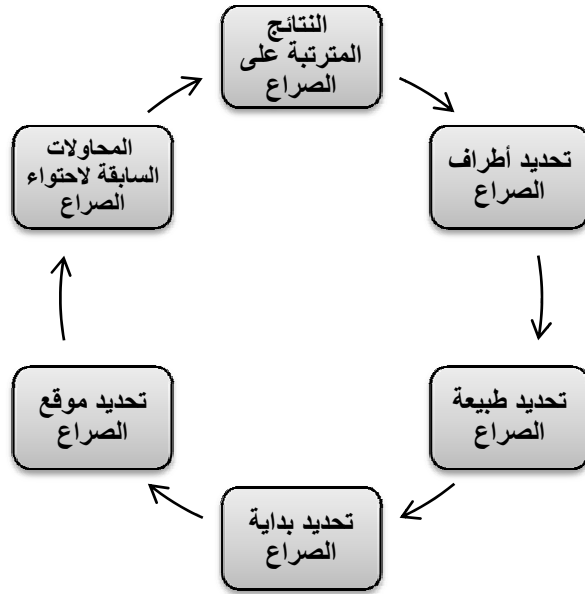 النتائج
المترتبة على
الصراع
تحديد أطراف
الصراع
تحديد طبيعة
الصراع
تحديد بداية
الصراع
تحديد موقع
الصراع
المحاولات
السابقة لاحتواء
الصراع